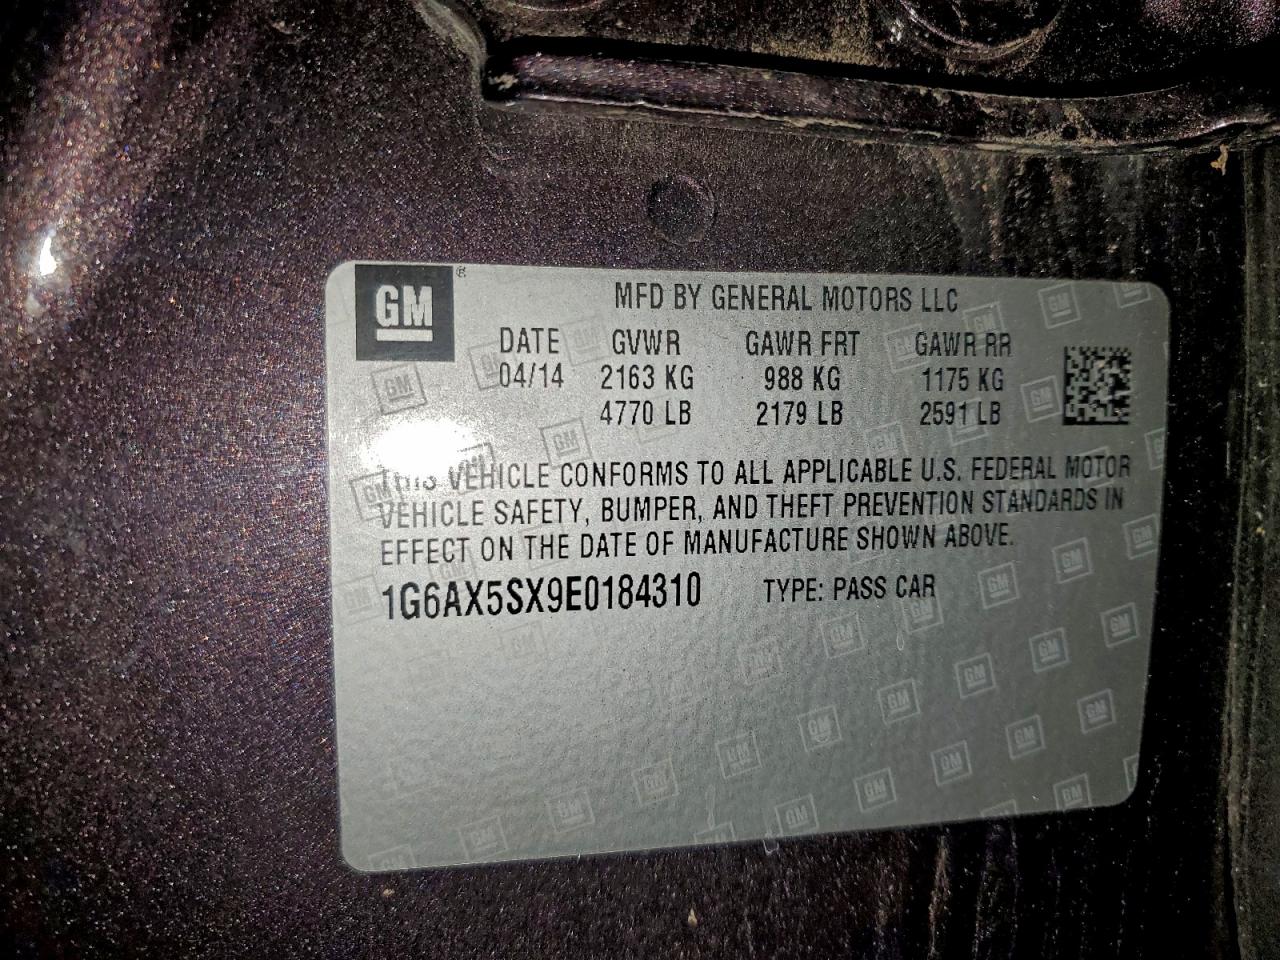 GM®
MFD BY GENERAL MOTORS LLC
DATE GVWR GAWR FRT GAWR RR
04/14 2163 KG 988 KG 1175 KG
4770 LB 2179 LB 2591 LB
THIS VEHICLE CONFORMS TO ALL APPLICABLE U.S. FEDERAL MOTOR
VEHICLE SAFETY, BUMPER, AND THEFT PREVENTION STANDARDS IN
EFFECT ON THE DATE OF MANUFACTURE SHOWN ABOVE.
1G6AX5SX9E0184310 TYPE: PASS CAR